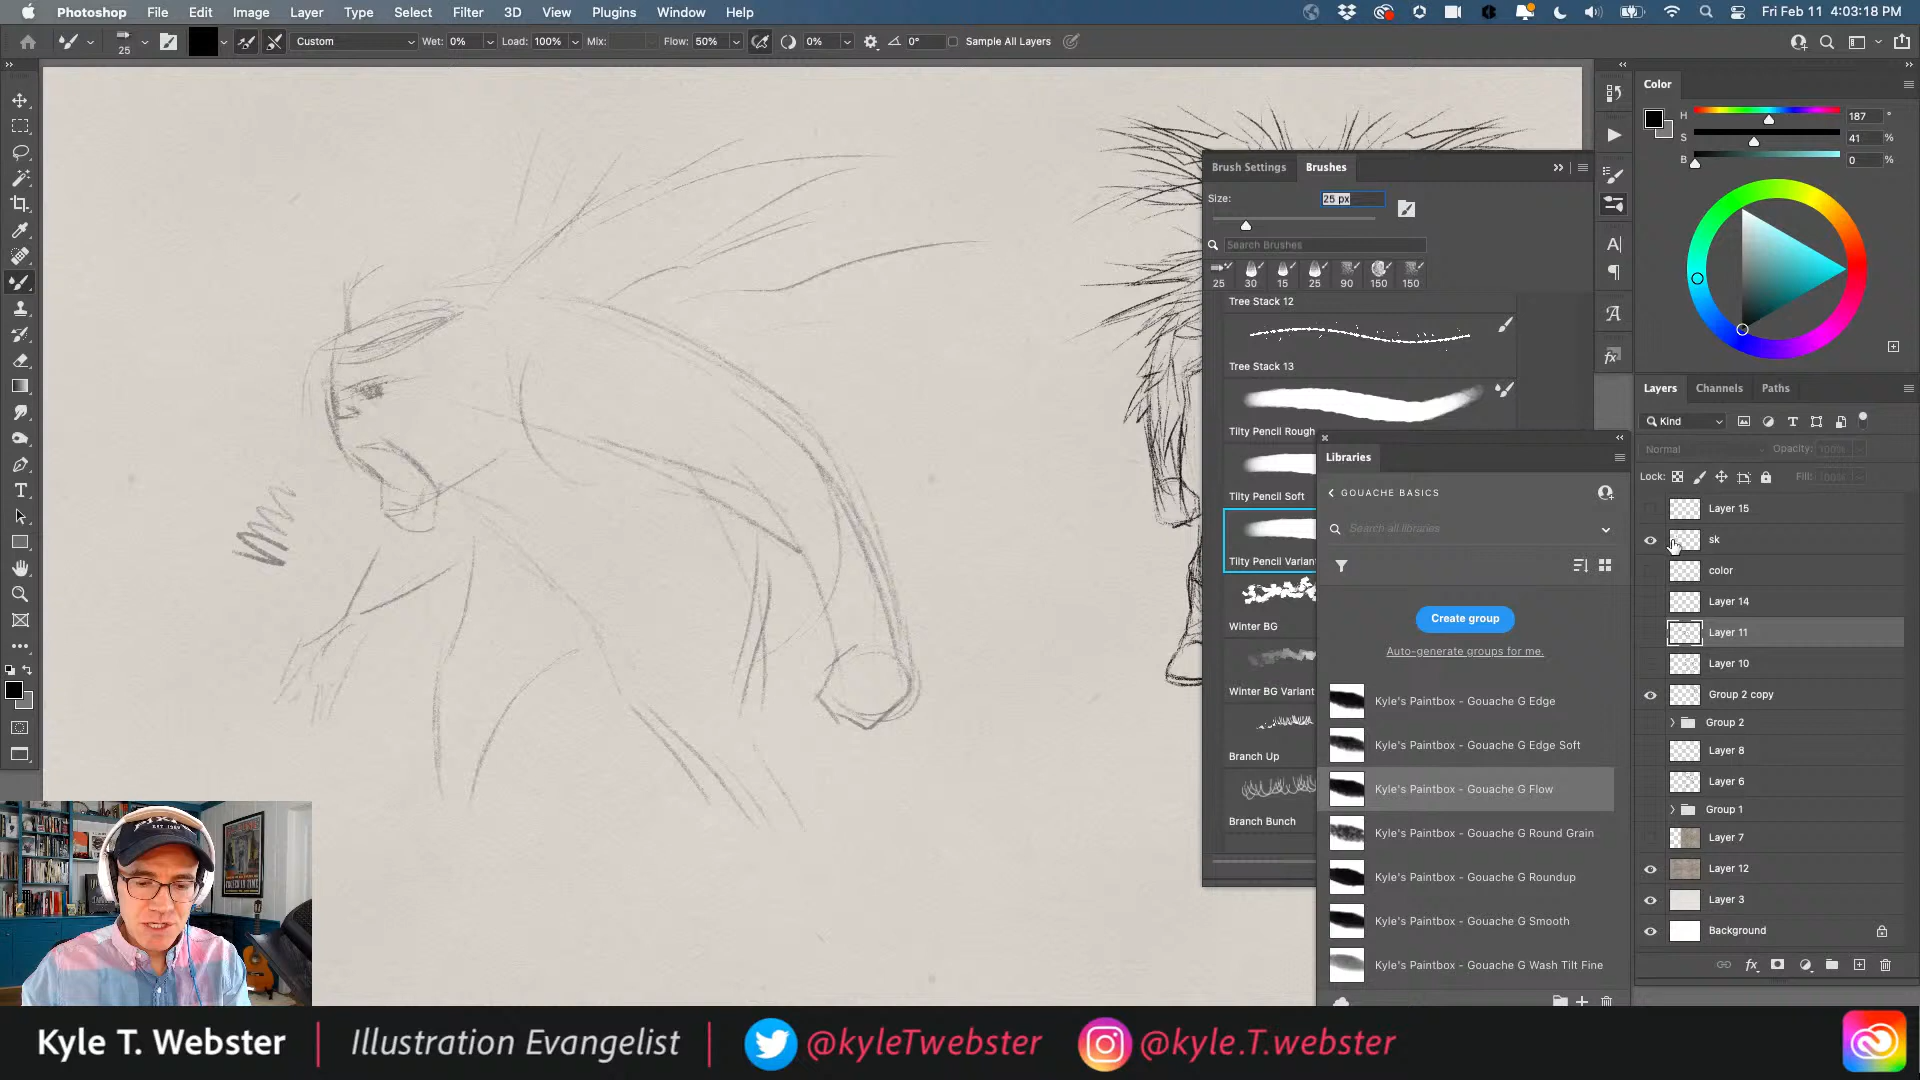 Photoshop File Edit Image Layer Type Select Filter 3D View Plugins Window Help Fri Feb 11 4:03:18 PM
25 Custom Wet: 0% Load: 100% Mix: Flow: 50% 0% 0° Sample All Layers
Color
H 187 °
S 41 %
B 0 %
Brush Settings Brushes
Size: 25 px
Search Brushes
25 30 15 25 90 150 150
Tree Stack 12
Tree Stack 13
Tilty Pencil Rough
Tilty Pencil Soft
Tilty Pencil Varian
Winter BG
Winter BG Variant
Branch Up
Branch Bunch
Libraries
GOUACHE BASICS
Search all libraries
Create group
Auto-generate groups for me.
Kyle's Paintbox - Gouache G Edge
Kyle's Paintbox - Gouache G Edge Soft
Kyle's Paintbox - Gouache G Flow
Kyle's Paintbox - Gouache G Round Grain
Kyle's Paintbox - Gouache G Roundup
Kyle's Paintbox - Gouache G Smooth
Kyle's Paintbox - Gouache G Wash Tilt Fine
Layers Channels Paths
Kind
Normal Opacity: 100%
Lock: Fill: 100%
Layer 15
sk
color
Layer 14
Layer 11
Layer 10
Group 2 copy
Group 2
Layer 8
Layer 6
Group 1
Layer 7
Layer 12
Layer 3
Background
Kyle T. Webster | Illustration Evangelist | @kyleTwebster @kyle.T.webster